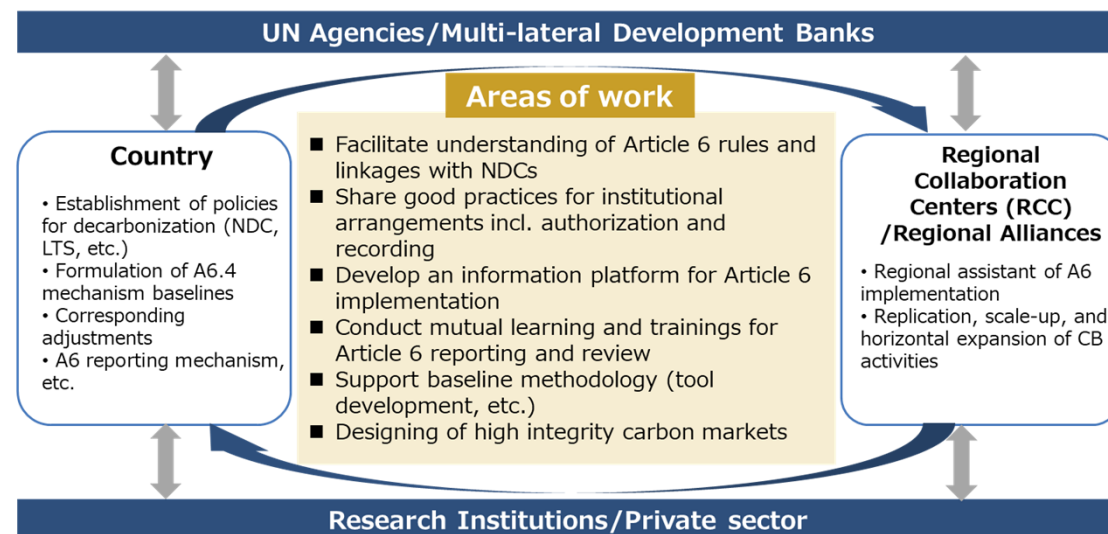 UN Agencies/Multi-lateral Development Banks
Areas of work
Country
• Establishment of policies
for decarbonization (NDC,
LTS, etc.)
• Formulation of A6.4
mechanism baselines
• Corresponding
adjustments
• A6 reporting mechanism,
etc.
■ Facilitate understanding of Article 6 rules and
linkages with NDCs
■ Share good practices for institutional
arrangements incl. authorization and
recording
■ Develop an information platform for Article 6
implementation
■ Conduct mutual learning and trainings for
Article 6 reporting and review
■ Support baseline methodology (tool
development, etc.)
■ Designing of high integrity carbon markets
Regional
Collaboration
Centers (RCC)
/Regional Alliances
• Regional assistant of A6
implementation
• Replication, scale-up, and
horizontal expansion of CB
activities
Research Institutions/Private sector